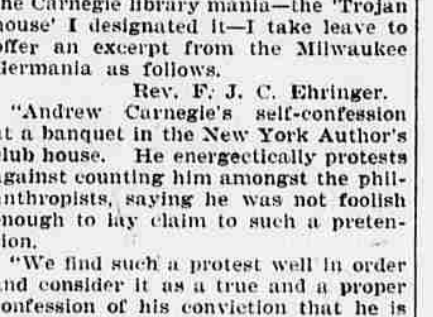 the Carnegie library mania—the 'Trojan
house' I designated it—I take leave to
offer an excerpt from the Milwaukee
Germania as follows.
Rev. F. J. C. Ehringer.
"Andrew Carnegie's self-confession
at a banquet in the New York Author's
club house. He energectically protests
against counting him amongst the phil-
anthropists, saying he was not foolish
enough to lay claim to such a preten-
sion.
"We find such a protest well in order
and consider it as a true and a proper
confession of his conviction that he is